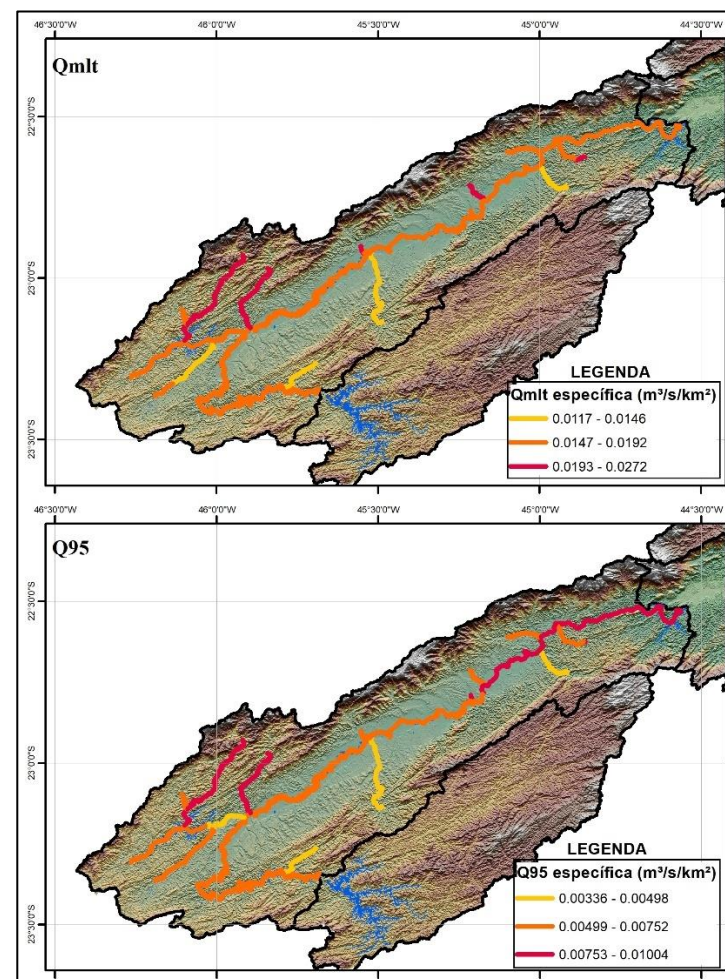 46°30'0"W 46°0'0"W 45°30'0"W 45°0'0"W 44°30'0"W
Qmlt
22°30'0"S
23°0'0"S
23°30'0"S
LEGENDA
Qmlt específica (m³/s/km²)
0.0117 - 0.0146
0.0147 - 0.0192
0.0193 - 0.0272
46°30'0"W 46°0'0"W 45°30'0"W 45°0'0"W 44°30'0"W
Q95
22°30'0"S
23°0'0"S
23°30'0"S
LEGENDA
Q95 específica (m³/s/km²)
0.00336 - 0.00498
0.00499 - 0.00752
0.00753 - 0.01004